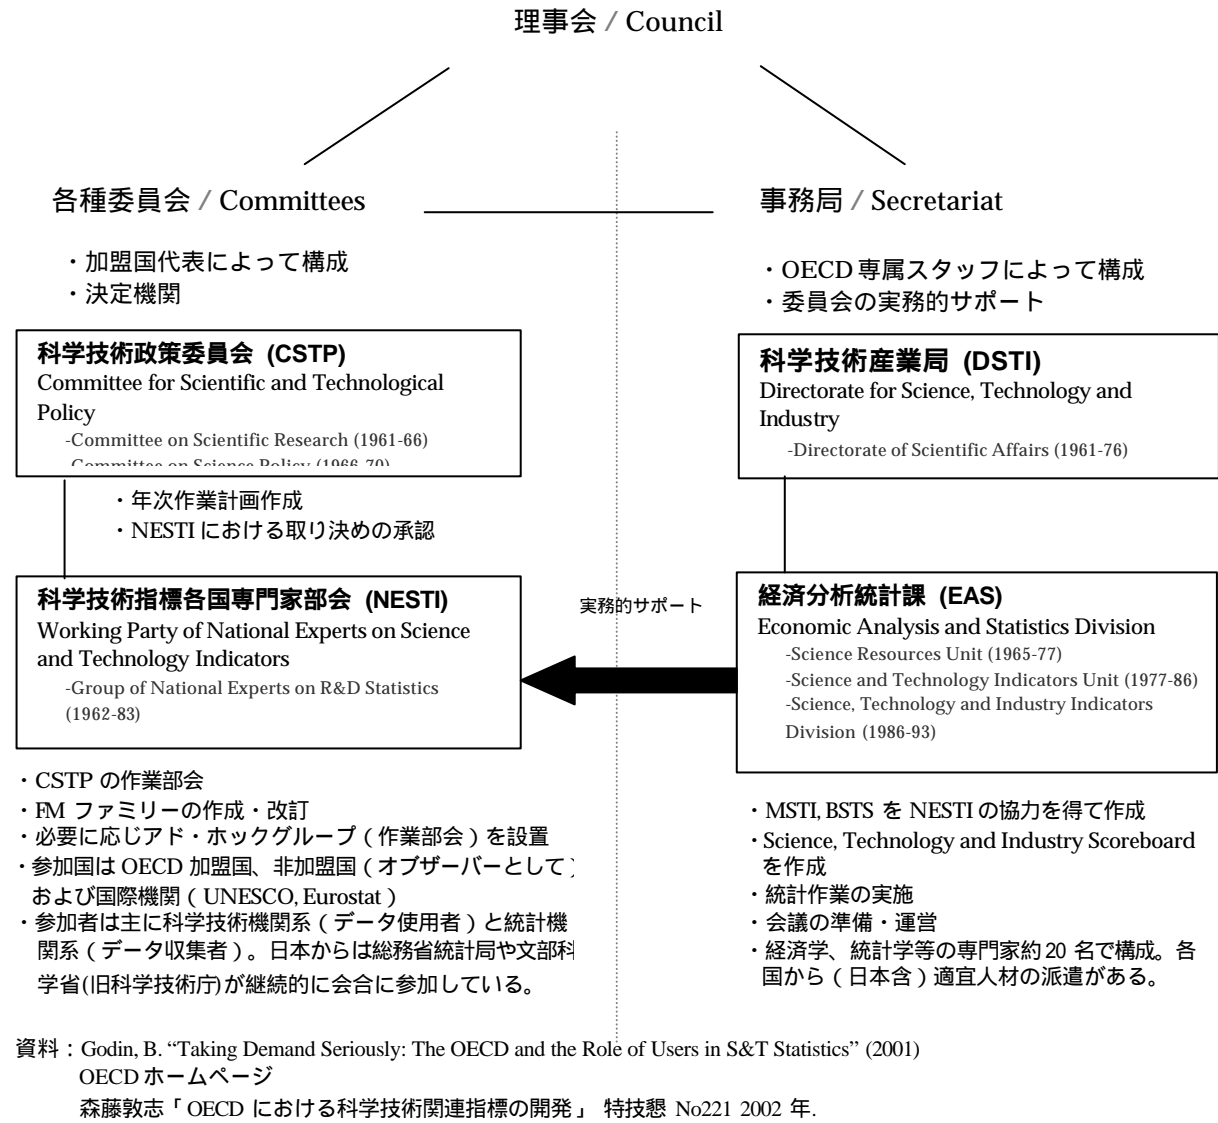 理事会 / Council
各種委員会 / Committees
・加盟国代表によって構成
・決定機関
科学技術政策委員会 (CSTP)
Committee for Scientific and Technological
Policy
-Committee on Scientific Research (1961-66)
-Committee on Science Policy (1966-70)
・年次作業計画作成
・NESTI における取り決めの承認
科学技術指標各国専門家部会 (NESTI)
Working Party of National Experts on Science
and Technology Indicators
-Group of National Experts on R&D Statistics
(1962-83)
・CSTP の作業部会
・FM ファミリーの作成・改訂
・必要に応じアド・ホックグループ（作業部会）を設置
・参加国は OECD 加盟国、非加盟国（オブザーバーとして）
および国際機関（UNESCO, Eurostat）
・参加者は主に科学技術機関系（データ使用者）と統計機
関系（データ収集者）。日本からは総務省統計局や文部科
学省(旧科学技術庁)が継続的に会合に参加している。
実務的サポート
事務局 / Secretariat
・OECD 専属スタッフによって構成
・委員会の実務的サポート
科学技術産業局 (DSTI)
Directorate for Science, Technology and
Industry
-Directorate of Scientific Affairs (1961-76)
経済分析統計課 (EAS)
Economic Analysis and Statistics Division
-Science Resources Unit (1965-77)
-Science and Technology Indicators Unit (1977-86)
-Science, Technology and Industry Indicators
Division (1986-93)
・MSTI, BSTS を NESTI の協力を得て作成
・Science, Technology and Industry Scoreboard
を作成
・統計作業の実施
・会議の準備・運営
・経済学、統計学等の専門家約 20 名で構成。各
国から（日本含）適宜人材の派遣がある。
資料：Godin, B. “Taking Demand Seriously: The OECD and the Role of Users in S&T Statistics” (2001)
OECD ホームページ
森藤敦志「OECD における科学技術関連指標の開発」 特技懇 No221 2002 年.